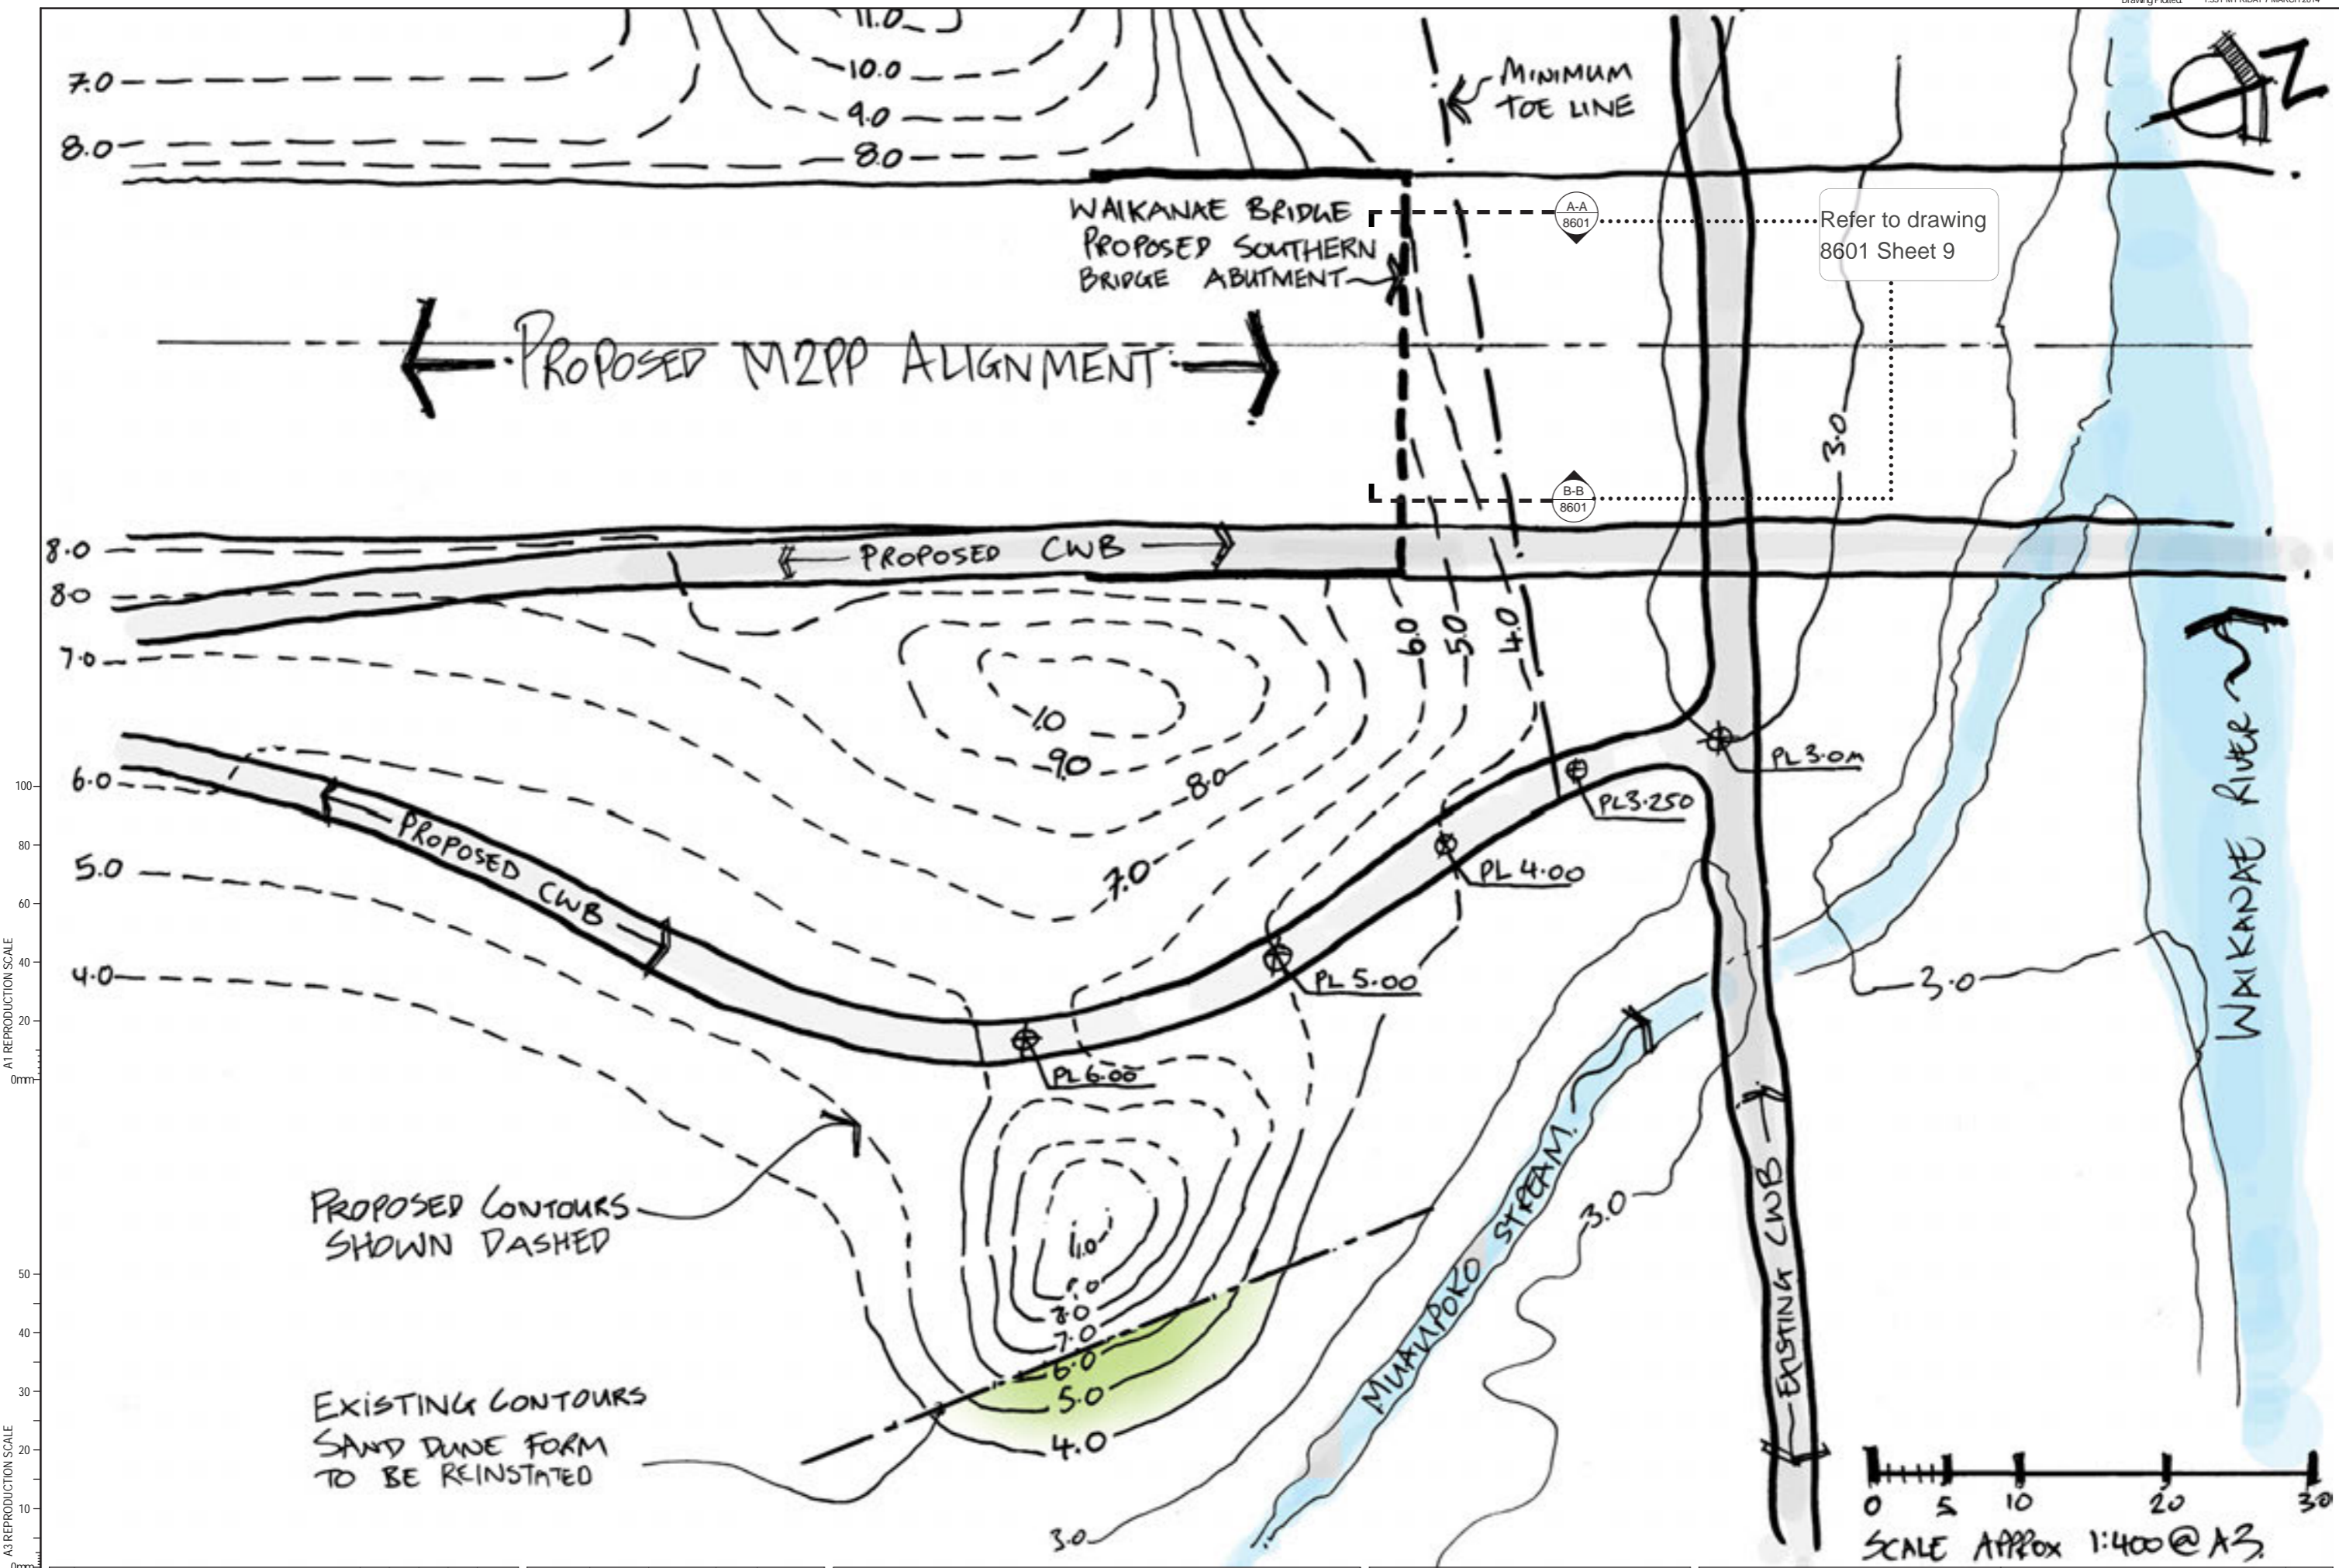 11.0
7.0
10.0
9.0
8.0
8.0
MINIMUM
TOE LINE
N
WAIKANAE BRIDGE
PROPOSED SOUTHERN
BRIDGE ABUTMENT
A-A
8601
Refer to drawing
8601 Sheet 9
PROPOSED M2PP ALIGNMENT
3.0
B-B
8601
8.0
PROPOSED CWB
8.0
7.0
6.0
5.0
4.0
10
9.0
8.0
7.0
PL 3.0M
PL3.250
PL 4.00
PL 5.00
PL 6.00
WAIKANAE RIVER
6.0
PROPOSED CWB
5.0
4.0
3.0
100
80
60
40
20
0mm
A1 REPRODUCTION SCALE
PROPOSED CONTOURS
SHOWN DASHED
11.0
8.0
7.0
6.0
5.0
4.0
MUAUPOKO STREAM
3.0
EXISTING CWB
EXISTING CONTOURS
SAND DUNE FORM
TO BE REINSTATED
3.0
50
40
30
20
10
0mm
A3 REPRODUCTION SCALE
0 5 10 20 30
SCALE APPROX 1:400 @ A3